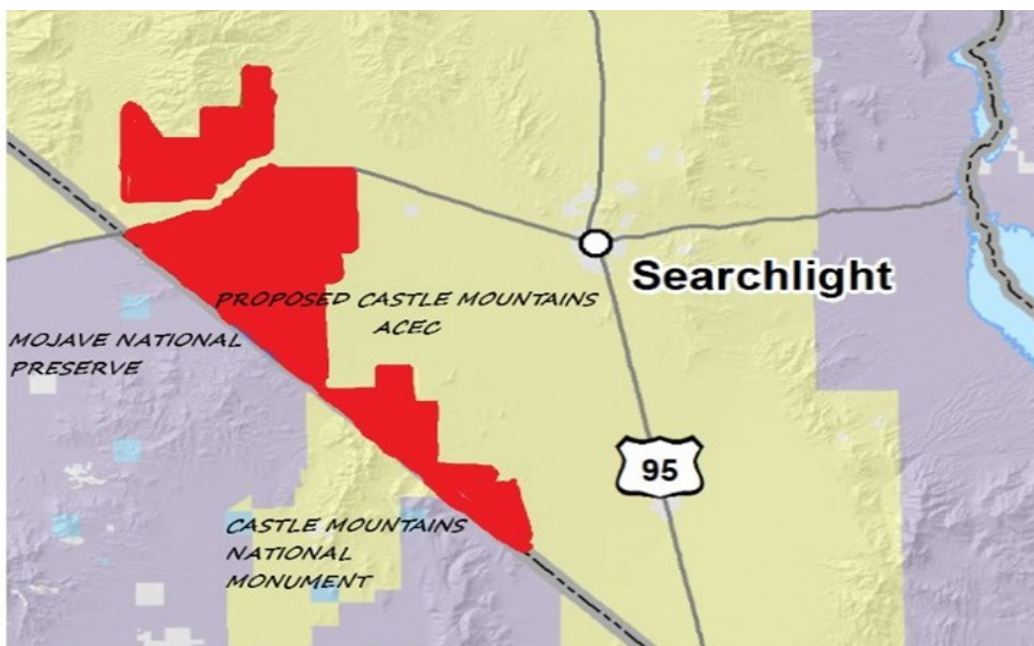 Searchlight
PROPOSED CASTLE MOUNTAINS
ACEC
MOJAVE NATIONAL
PRESERVE
95
CASTLE MOUNTAINS
NATIONAL
MONUMENT